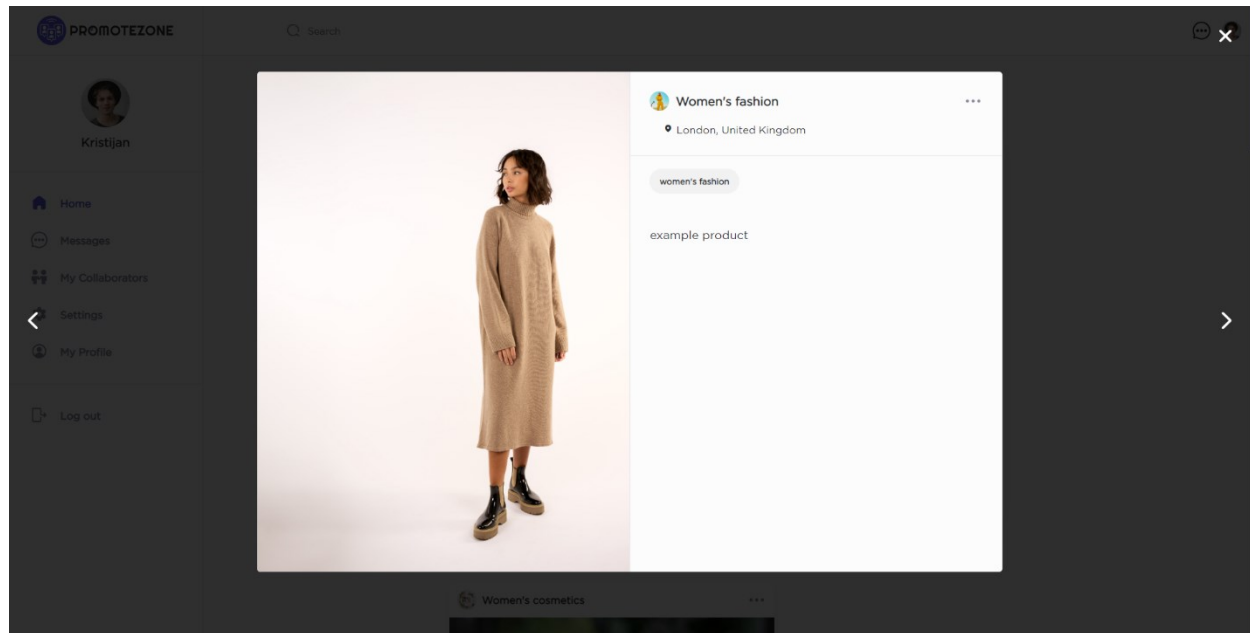 PROMOTEZONE
Search
Kristijan
Home
Messages
My Collaborators
Settings
My Profile
Log out
Women's fashion
London, United Kingdom
women's fashion
example product
Women's cosmetics